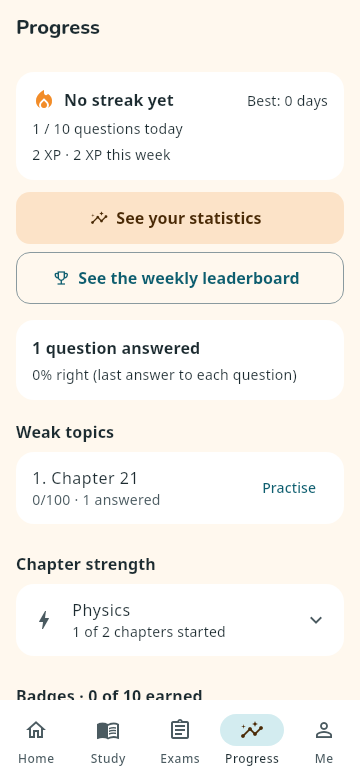 Progress
No streak yet
Best: 0 days
1 / 10 questions today
2 XP · 2 XP this week
See your statistics
See the weekly leaderboard
1 question answered
0% right (last answer to each question)
Weak topics
1. Chapter 21
0/100 · 1 answered
Practise
Chapter strength
Physics
1 of 2 chapters started
Badges · 0 of 10 earned
Home
Study
Exams
Progress
Me